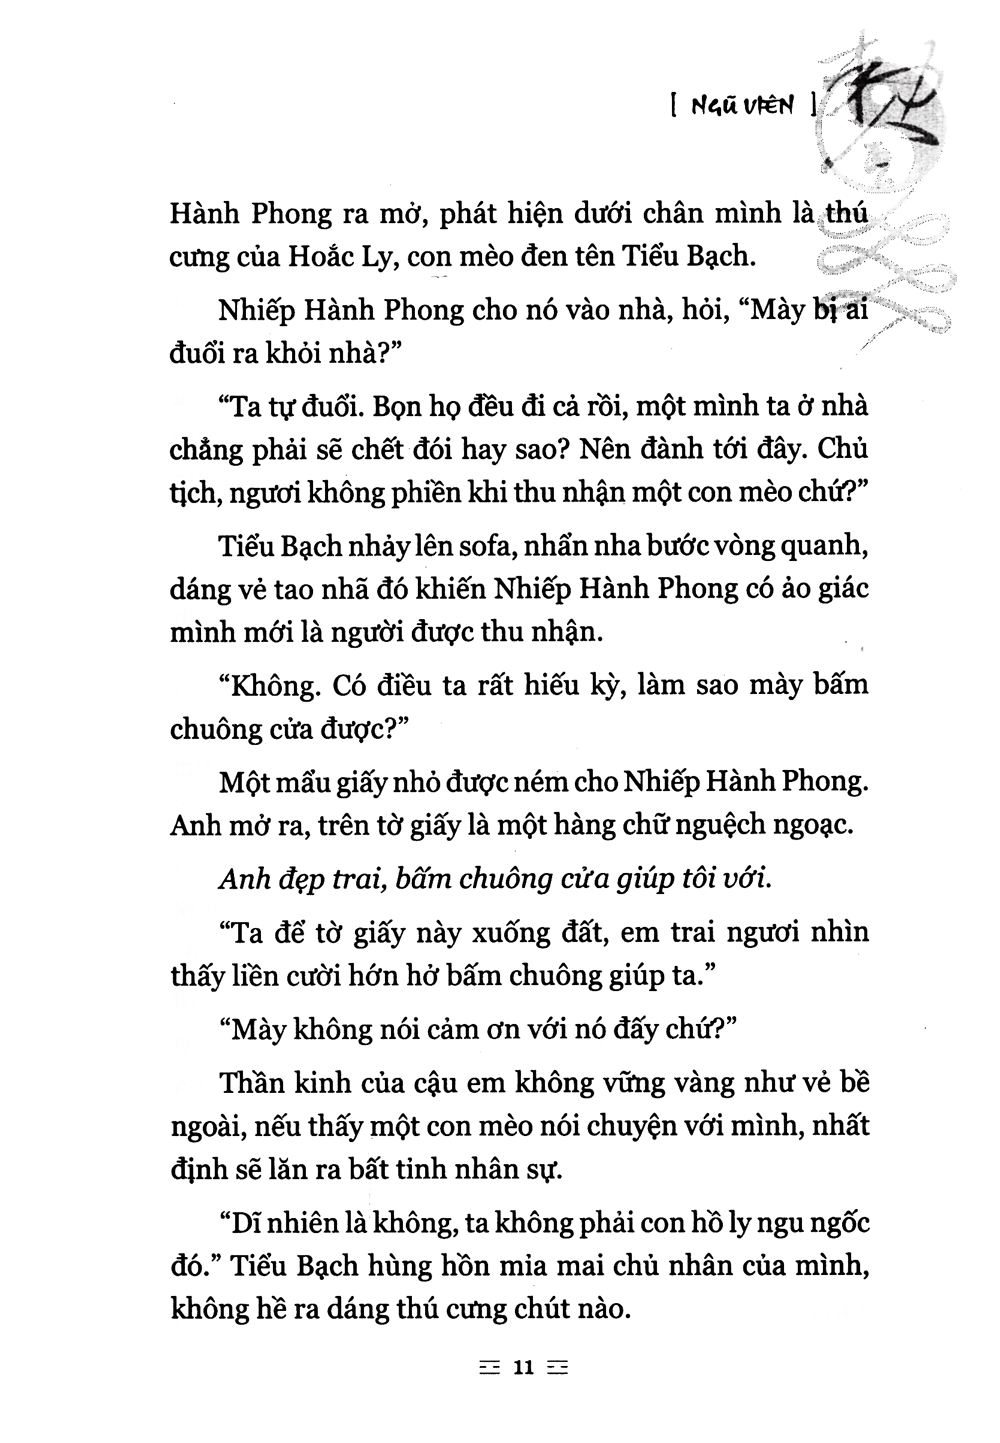 [ NGŨ VIÊN ]
Hành Phong ra mở, phát hiện dưới chân mình là thú
cưng của Hoắc Ly, con mèo đen tên Tiểu Bạch.
Nhiếp Hành Phong cho nó vào nhà, hỏi, “Mày bị ai
đuổi ra khỏi nhà?”
“Ta tự đuổi. Bọn họ đều đi cả rồi, một mình ta ở nhà
chẳng phải sẽ chết đói hay sao? Nên đành tới đây. Chủ
tịch, ngươi không phiền khi thu nhận một con mèo chứ?”
Tiểu Bạch nhảy lên sofa, nhẩn nha bước vòng quanh,
dáng vẻ tao nhã đó khiến Nhiếp Hành Phong có ảo giác
mình mới là người được thu nhận.
“Không. Có điều ta rất hiếu kỳ, làm sao mày bấm
chuông cửa được?”
Một mẩu giấy nhỏ được ném cho Nhiếp Hành Phong.
Anh mở ra, trên tờ giấy là một hàng chữ nguệch ngoạc.
Anh đẹp trai, bấm chuông cửa giúp tôi với.
“Ta để tờ giấy này xuống đất, em trai ngươi nhìn
thấy liền cười hớn hở bấm chuông giúp ta.”
“Mày không nói cảm ơn với nó đấy chứ?”
Thần kinh của cậu em không vững vàng như vẻ bề
ngoài, nếu thấy một con mèo nói chuyện với mình, nhất
định sẽ lăn ra bất tỉnh nhân sự.
“Dĩ nhiên là không, ta không phải con hồ ly ngu ngốc
đó.” Tiểu Bạch hùng hồn mỉa mai chủ nhân của mình,
không hề ra dáng thú cưng chút nào.
11